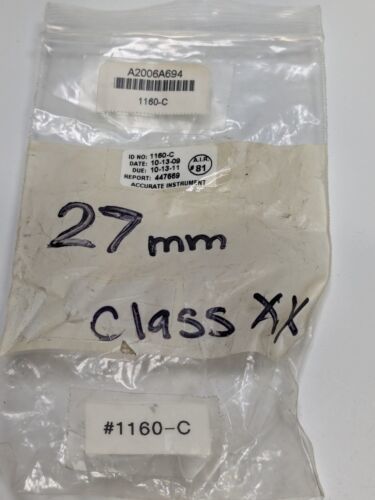 A2006A694
1160-C
ID NO: 1160-C
DATE: 10-13-09
DUE: 10-13-11
REPORT: 447669
ACCURATE INSTRUMENT
A.I.R.
#81
27mm
Class XX
#1160-C